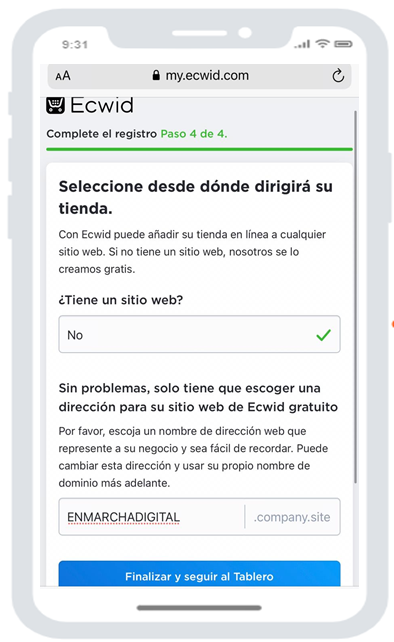 9:31
AA my.ecwid.com
Ecwid
Complete el registro Paso 4 de 4.
Seleccione desde dónde dirigirá su
tienda.
Con Ecwid puede añadir su tienda en línea a cualquier
sitio web. Si no tiene un sitio web, nosotros se lo
creamos gratis.
¿Tiene un sitio web?
No
Sin problemas, solo tiene que escoger una
dirección para su sitio web de Ecwid gratuito
Por favor, escoja un nombre de dirección web que
represente a su negocio y sea fácil de recordar. Puede
cambiar esta dirección y usar su propio nombre de
dominio más adelante.
ENMARCHADIGITAL .company.site
Finalizar y seguir al Tablero